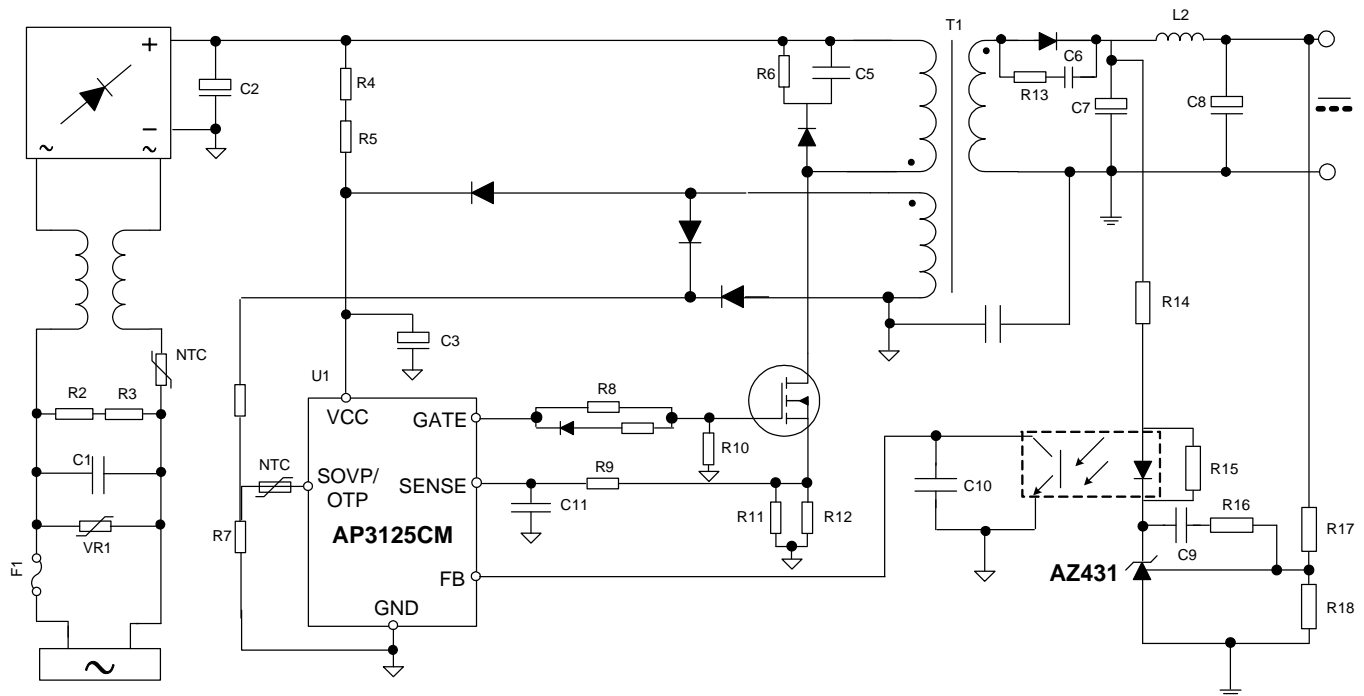 T1
L2
+
−
~
~
C2
R4
R5
R6
C5
R13
C6
C7
C8
R14
NTC
R2
R3
C1
VR1
F1
~
C3
U1
VCC
GATE
SOVP/
OTP
SENSE
AP3125CM
FB
GND
NTC
R7
R8
R10
R9
C11
R11
R12
C10
R15
C9
R16
R17
AZ431
R18